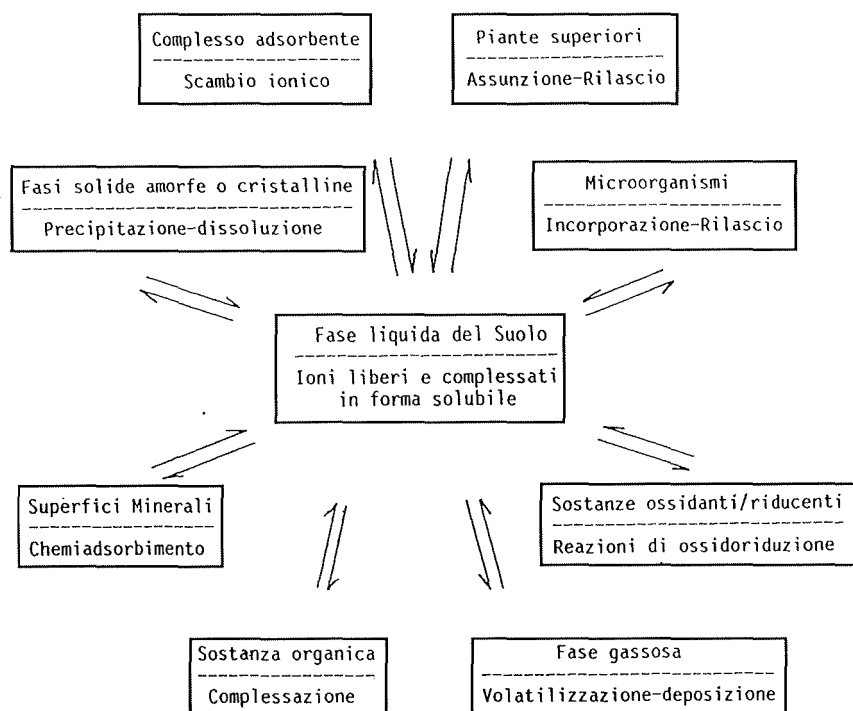 Complesso adsorbente
Scambio ionico
Piante superiori
Assunzione-Rilascio
Fasi solide amorfe o cristalline
Precipitazione-dissoluzione
Microorganismi
Incorporazione-Rilascio
Fase liquida del Suolo
Ioni liberi e complessati
in forma solubile
Superfici Minerali
Chemiadsorbimento
Sostanze ossidanti/riducenti
Reazioni di ossidoriduzione
Sostanza organica
Complessazione
Fase gassosa
Volatilizzazione-deposizione